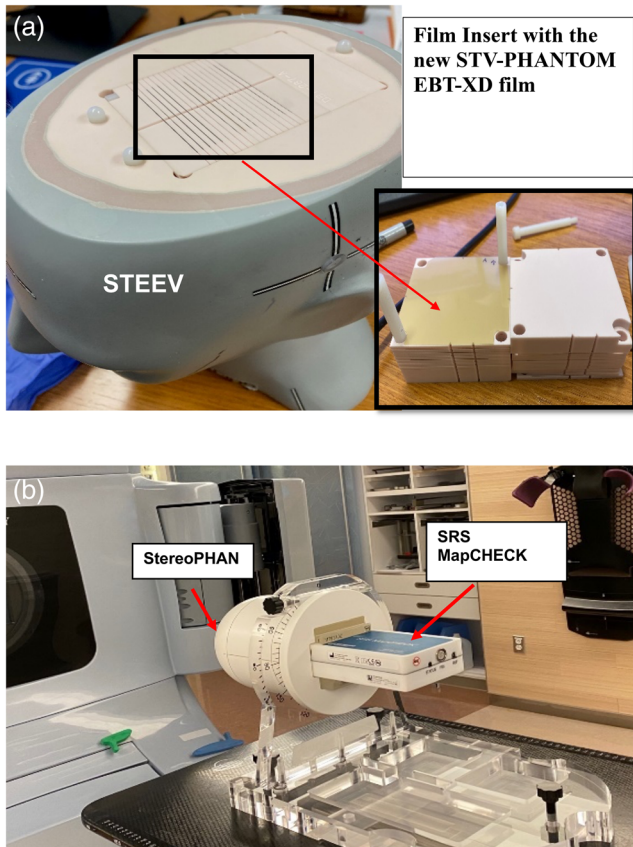 (a)
Film Insert with the
new STV-PHANTOM
EBT-XD film
STEEV
(b)
StereoPHAN
SRS
MapCHECK